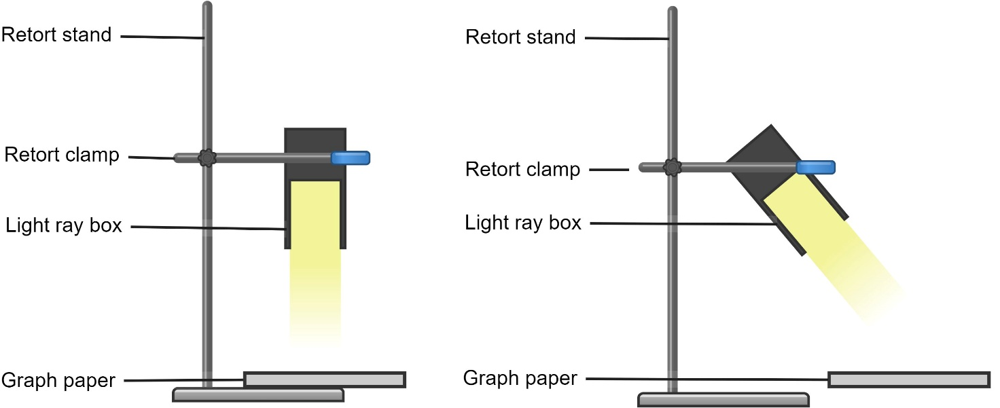 Retort stand
Retort clamp
Light ray box
Graph paper
Retort stand
Retort clamp
Light ray box
Graph paper